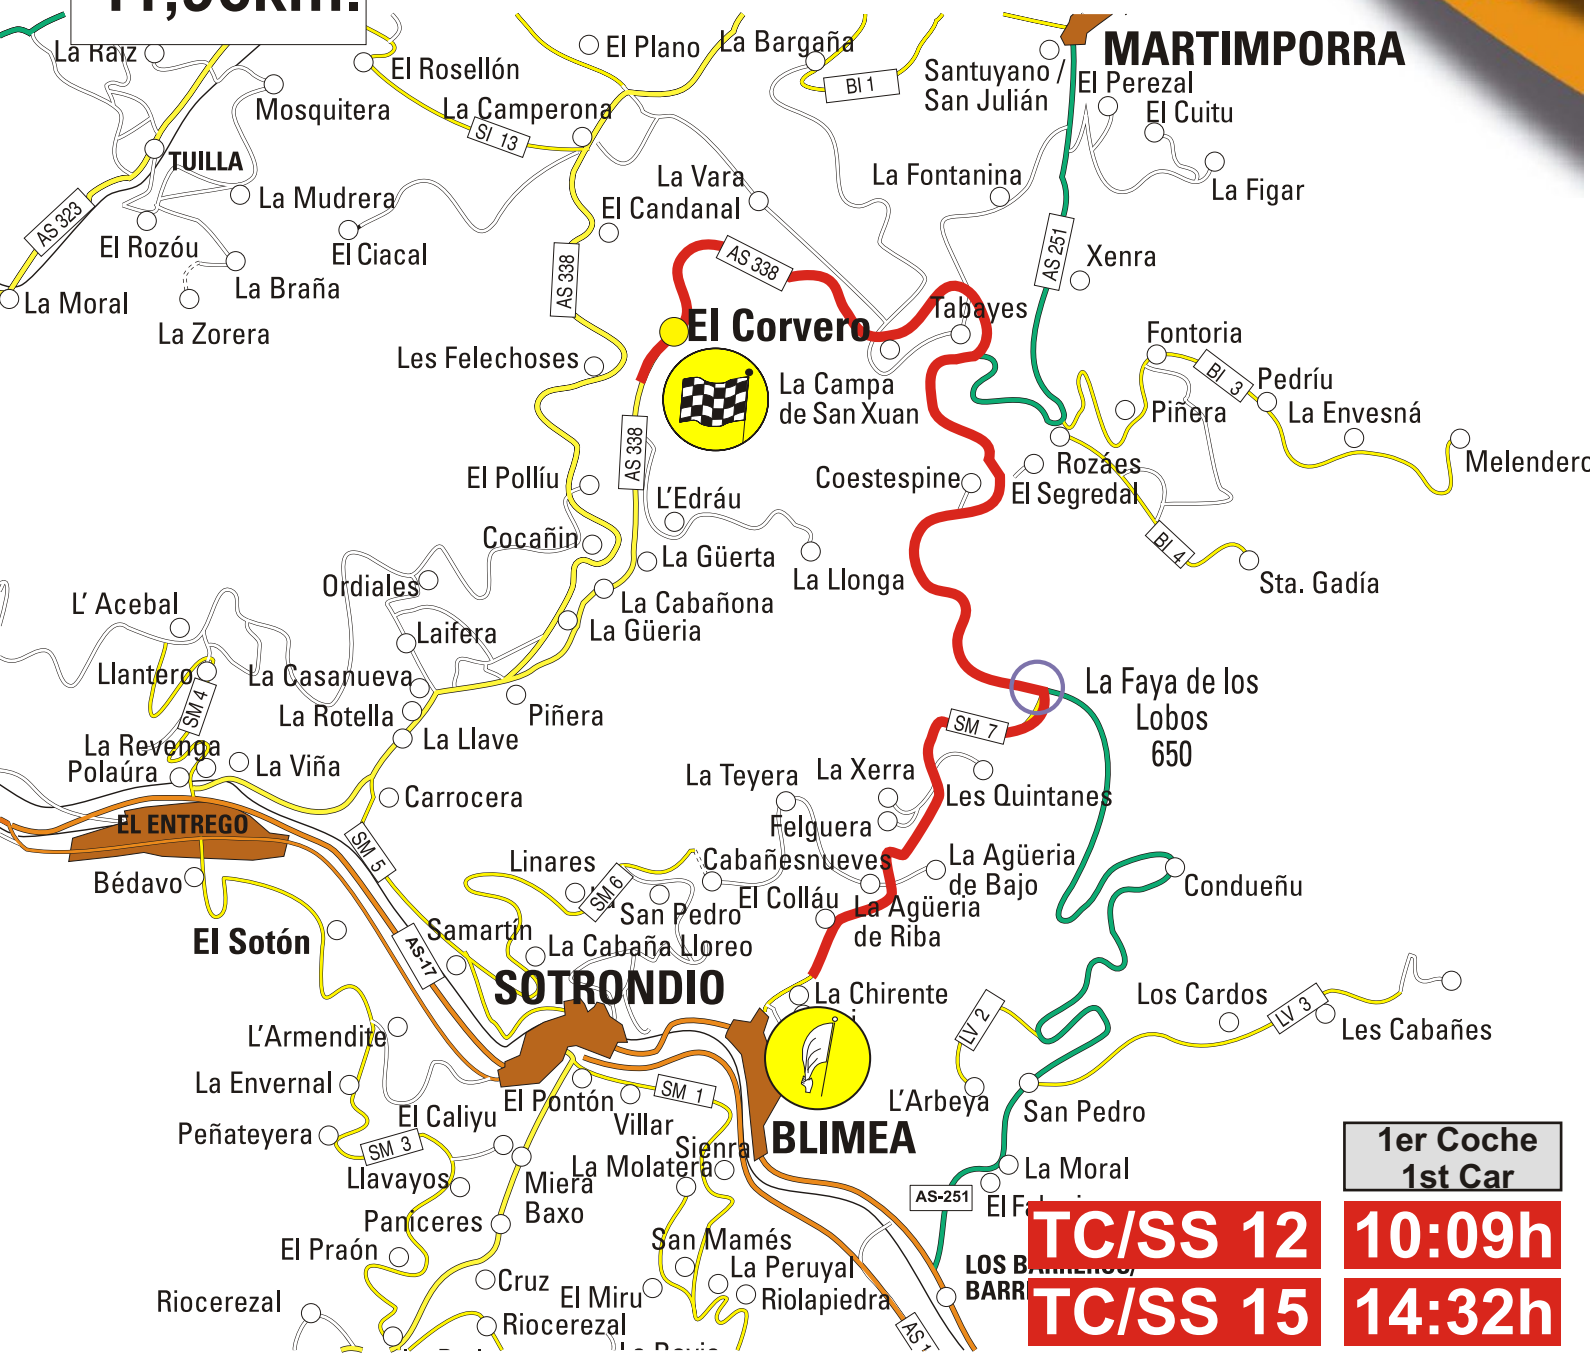 La Raíz
El Rosellón
El Plano
La Bargaña
MARTIMPORRA
Santuyano /
San Julián
El Perezal
El Cuitu
BI 1
Mosquitera
La Camperona
SI 13
TUILLA
La Mudrera
La Vara
El Candanal
La Fontanina
La Figar
AS 323
El Rozóu
El Ciacal
AS 338
AS 338
AS 251
Xenra
La Braña
La Moral
La Zorera
Tabayes
El Corvero
Fontoria
Les Felechoses
La Campa
de San Xuan
BI 3
Pedríu
Piñera
La Envesná
AS 338
Melendero
El Pollíu
Coestespine
Rozáes
El Segredal
L'Edráu
Cocañin
La Güerta
BI 4
Sta. Gadía
Ordiales
La Llonga
L' Acebal
La Cabañona
La Güeria
Laifera
Llantero
La Casanueva
La Faya de los
Lobos
650
SM 4
La Rotella
Piñera
SM 7
La Revenga
La Llave
Polaúra
La Viña
La Teyera
La Xerra
Carrocera
Les Quintanes
EL ENTREGO
Felguera
SM 5
Linares
Cabañesnueves
La Agüeria
de Bajo
Bédavo
SM 6
San Pedro
El Colláu
La Agüeria
de Riba
Condueñu
El Sotón
AS-17
Samartín
La Cabaña Lloreo
SOTRONDIO
La Chirente
Los Cardos
LV 3
LV 2
Les Cabañes
L'Armendite
La Envernal
El Pontón
SM 1
L'Arbeya
San Pedro
El Caliyu
Villar
Peñateyera
SM 3
Sienra
BLIMEA
La Molatera
Llavayos
Miera
Baxo
La Moral
AS-251
1er Coche
1st Car
Paniceres
El Praón
San Mamés
TC/SS 12
10:09h
Cruz
La Peruyal
LOS BARREROS/
El Miru
Riolapiedra
Riocerezal
Riocerezal
TC/SS 15
14:32h